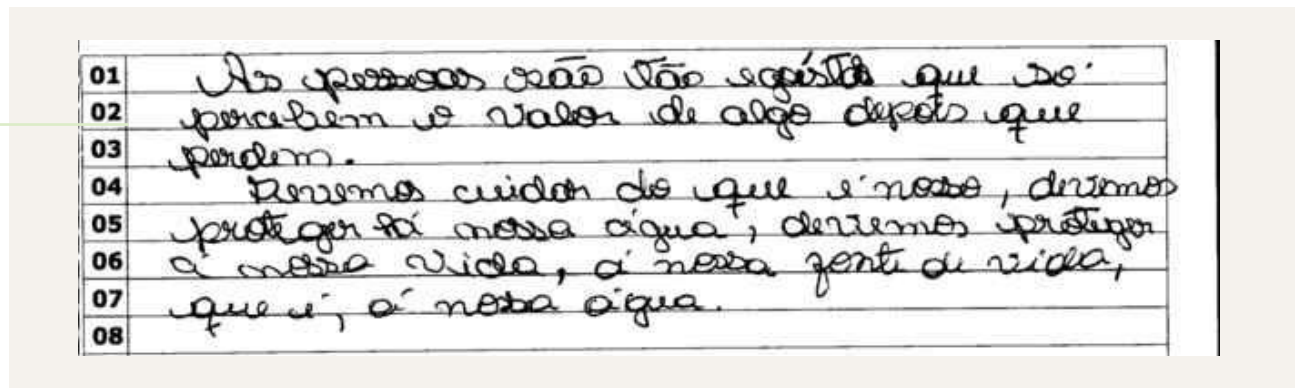 01 As pessoas são tão egoísta que só
02 percebem o valor de algo depois que
03 perdem.
04 Devemos cuidar do que é nosso, devemos
05 proteger á nossa água, devemos proteger
06 á nossa vida, á nossa fonte de vida,
07 que é, á nossa água.
08